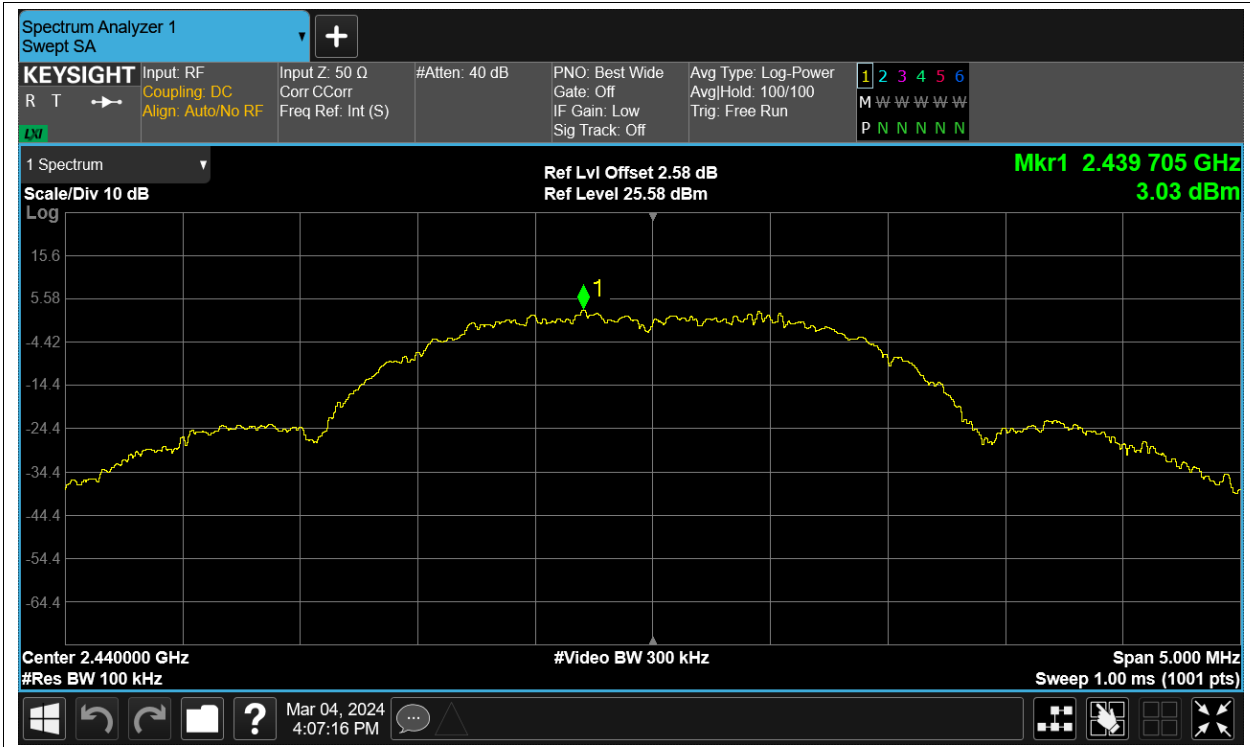 Spectrum Analyzer 1
Swept SA
KEYSIGHT
R T
LXI
Input: RF
Coupling: DC
Align: Auto/No RF
Input Z: 50 Ω
Corr CCorr
Freq Ref: Int (S)
#Atten: 40 dB
PNO: Best Wide
Gate: Off
IF Gain: Low
Sig Track: Off
Avg Type: Log-Power
Avg|Hold: 100/100
Trig: Free Run
1 2 3 4 5 6
M W W W W W
P N N N N N
1 Spectrum
Scale/Div 10 dB
Ref Lvl Offset 2.58 dB
Ref Level 25.58 dBm
Mkr1 2.439 705 GHz
3.03 dBm
Log
15.6
5.58
-4.42
-14.4
-24.4
-34.4
-44.4
-54.4
-64.4
1
Center 2.440000 GHz
#Res BW 100 kHz
#Video BW 300 kHz
Span 5.000 MHz
Sweep 1.00 ms (1001 pts)
?
Mar 04, 2024
4:07:16 PM